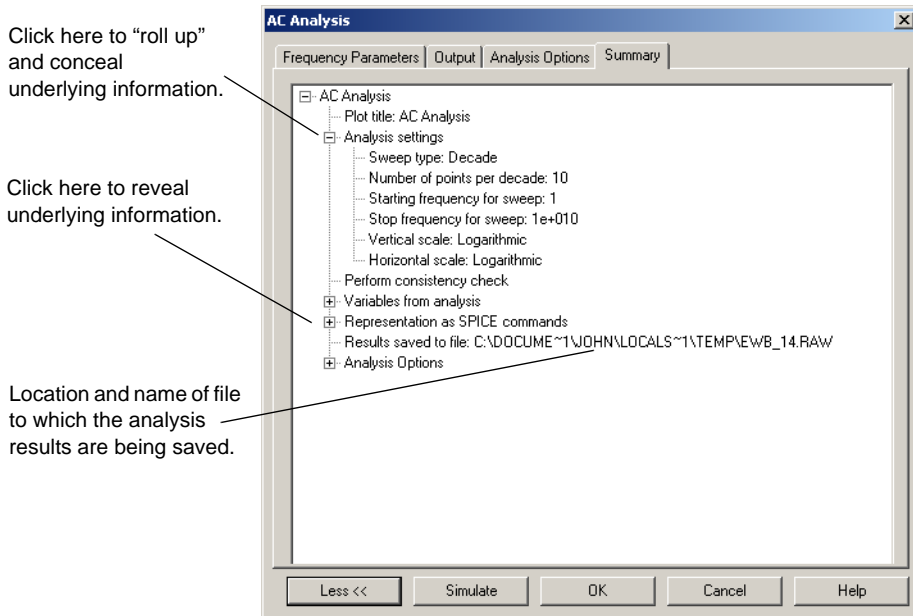 AC Analysis
Frequency Parameters
Output
Analysis Options
Summary
Click here to “roll up”
and conceal
underlying information.
Click here to reveal
underlying information.
Location and name of file
to which the analysis
results are being saved.
AC Analysis
Plot title: AC Analysis
Analysis settings
Sweep type: Decade
Number of points per decade: 10
Starting frequency for sweep: 1
Stop frequency for sweep: 1e+010
Vertical scale: Logarithmic
Horizontal scale: Logarithmic
Perform consistency check
Variables from analysis
Representation as SPICE commands
Results saved to file: C:\DOCUME~1\JOHN\LOCALS~1\TEMP\EWB_14.RAW
Analysis Options
Less <<
Simulate
OK
Cancel
Help